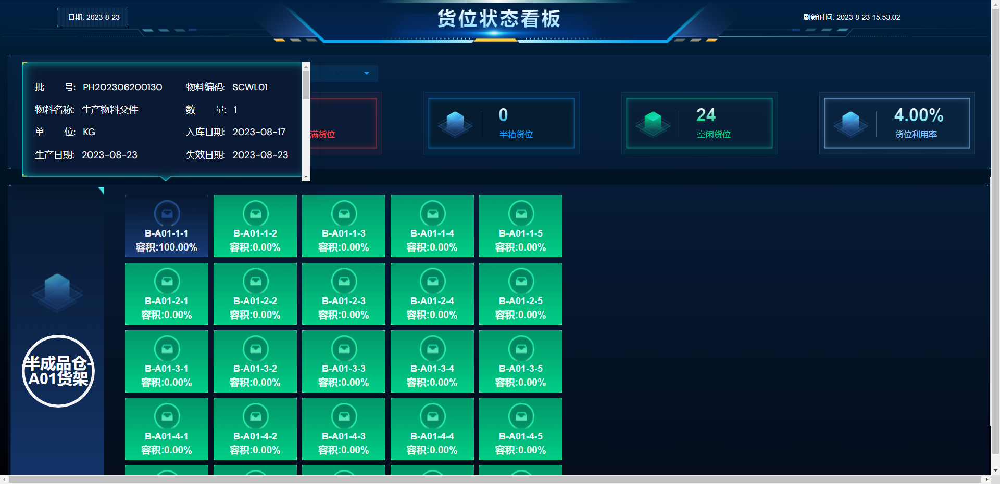 日期: 2023-8-23
货位状态看板
刷新时间: 2023-8-23 15:53:02
批 号: PH202306200130 物料编码: SCWL01
物料名称: 生产物料父件 数 量: 1
单 位: KG 入库日期: 2023-08-17
生产日期: 2023-08-23 失效日期: 2023-08-23
满货位
0
半箱货位
24
空闲货位
4.00%
货位利用率
半成品仓-
A01货架
B-A01-1-1 B-A01-1-2 B-A01-1-3 B-A01-1-4 B-A01-1-5
容积:100.00% 容积:0.00% 容积:0.00% 容积:0.00% 容积:0.00%
B-A01-2-1 B-A01-2-2 B-A01-2-3 B-A01-2-4 B-A01-2-5
容积:0.00% 容积:0.00% 容积:0.00% 容积:0.00% 容积:0.00%
B-A01-3-1 B-A01-3-2 B-A01-3-3 B-A01-3-4 B-A01-3-5
容积:0.00% 容积:0.00% 容积:0.00% 容积:0.00% 容积:0.00%
B-A01-4-1 B-A01-4-2 B-A01-4-3 B-A01-4-4 B-A01-4-5
容积:0.00% 容积:0.00% 容积:0.00% 容积:0.00% 容积:0.00%